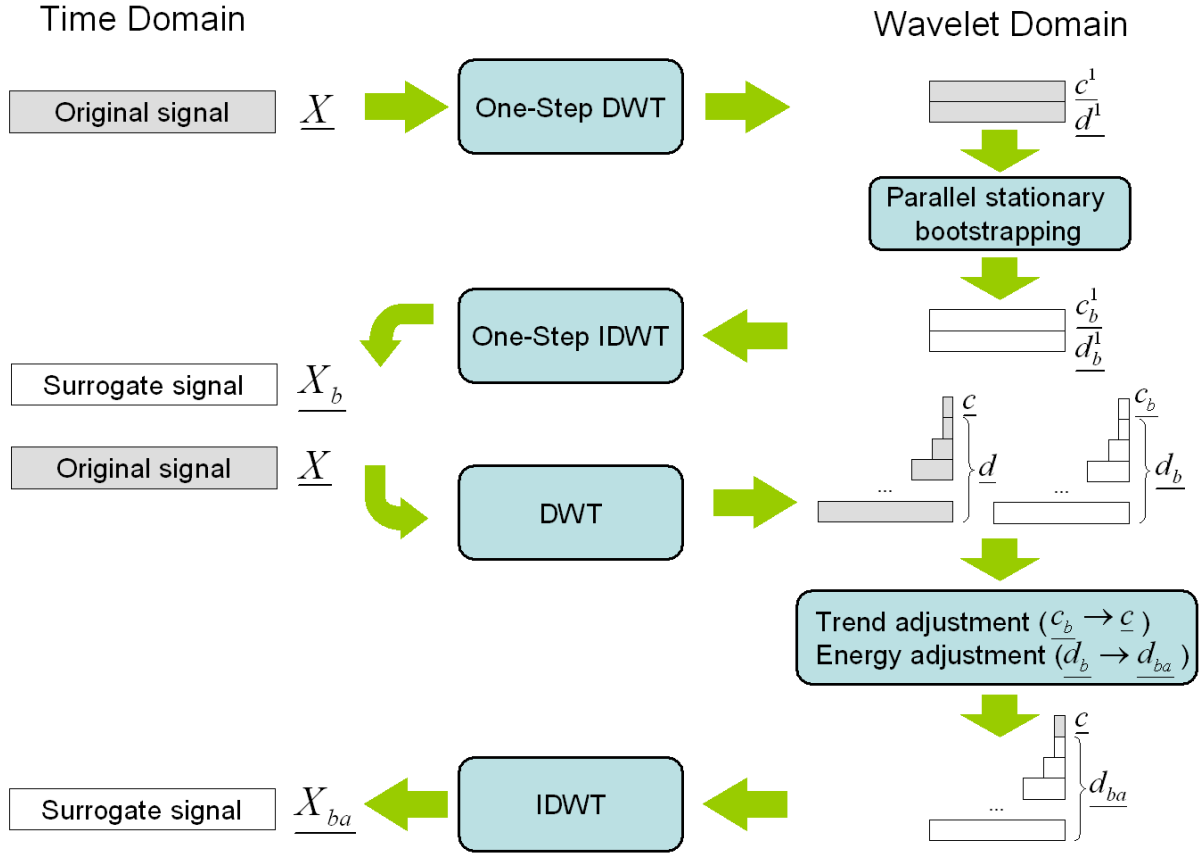 Time Domain
Wavelet Domain
Original signal
X
One-Step DWT
c¹
d¹
Parallel stationary
bootstrapping
One-Step IDWT
c_b¹
d_b¹
Surrogate signal
X_b
Original signal
X
DWT
c
d
...
c_b
d_b
...
Trend adjustment (c_b → c )
Energy adjustment (d_b → d_ba )
c
d_ba
...
IDWT
Surrogate signal
X_ba